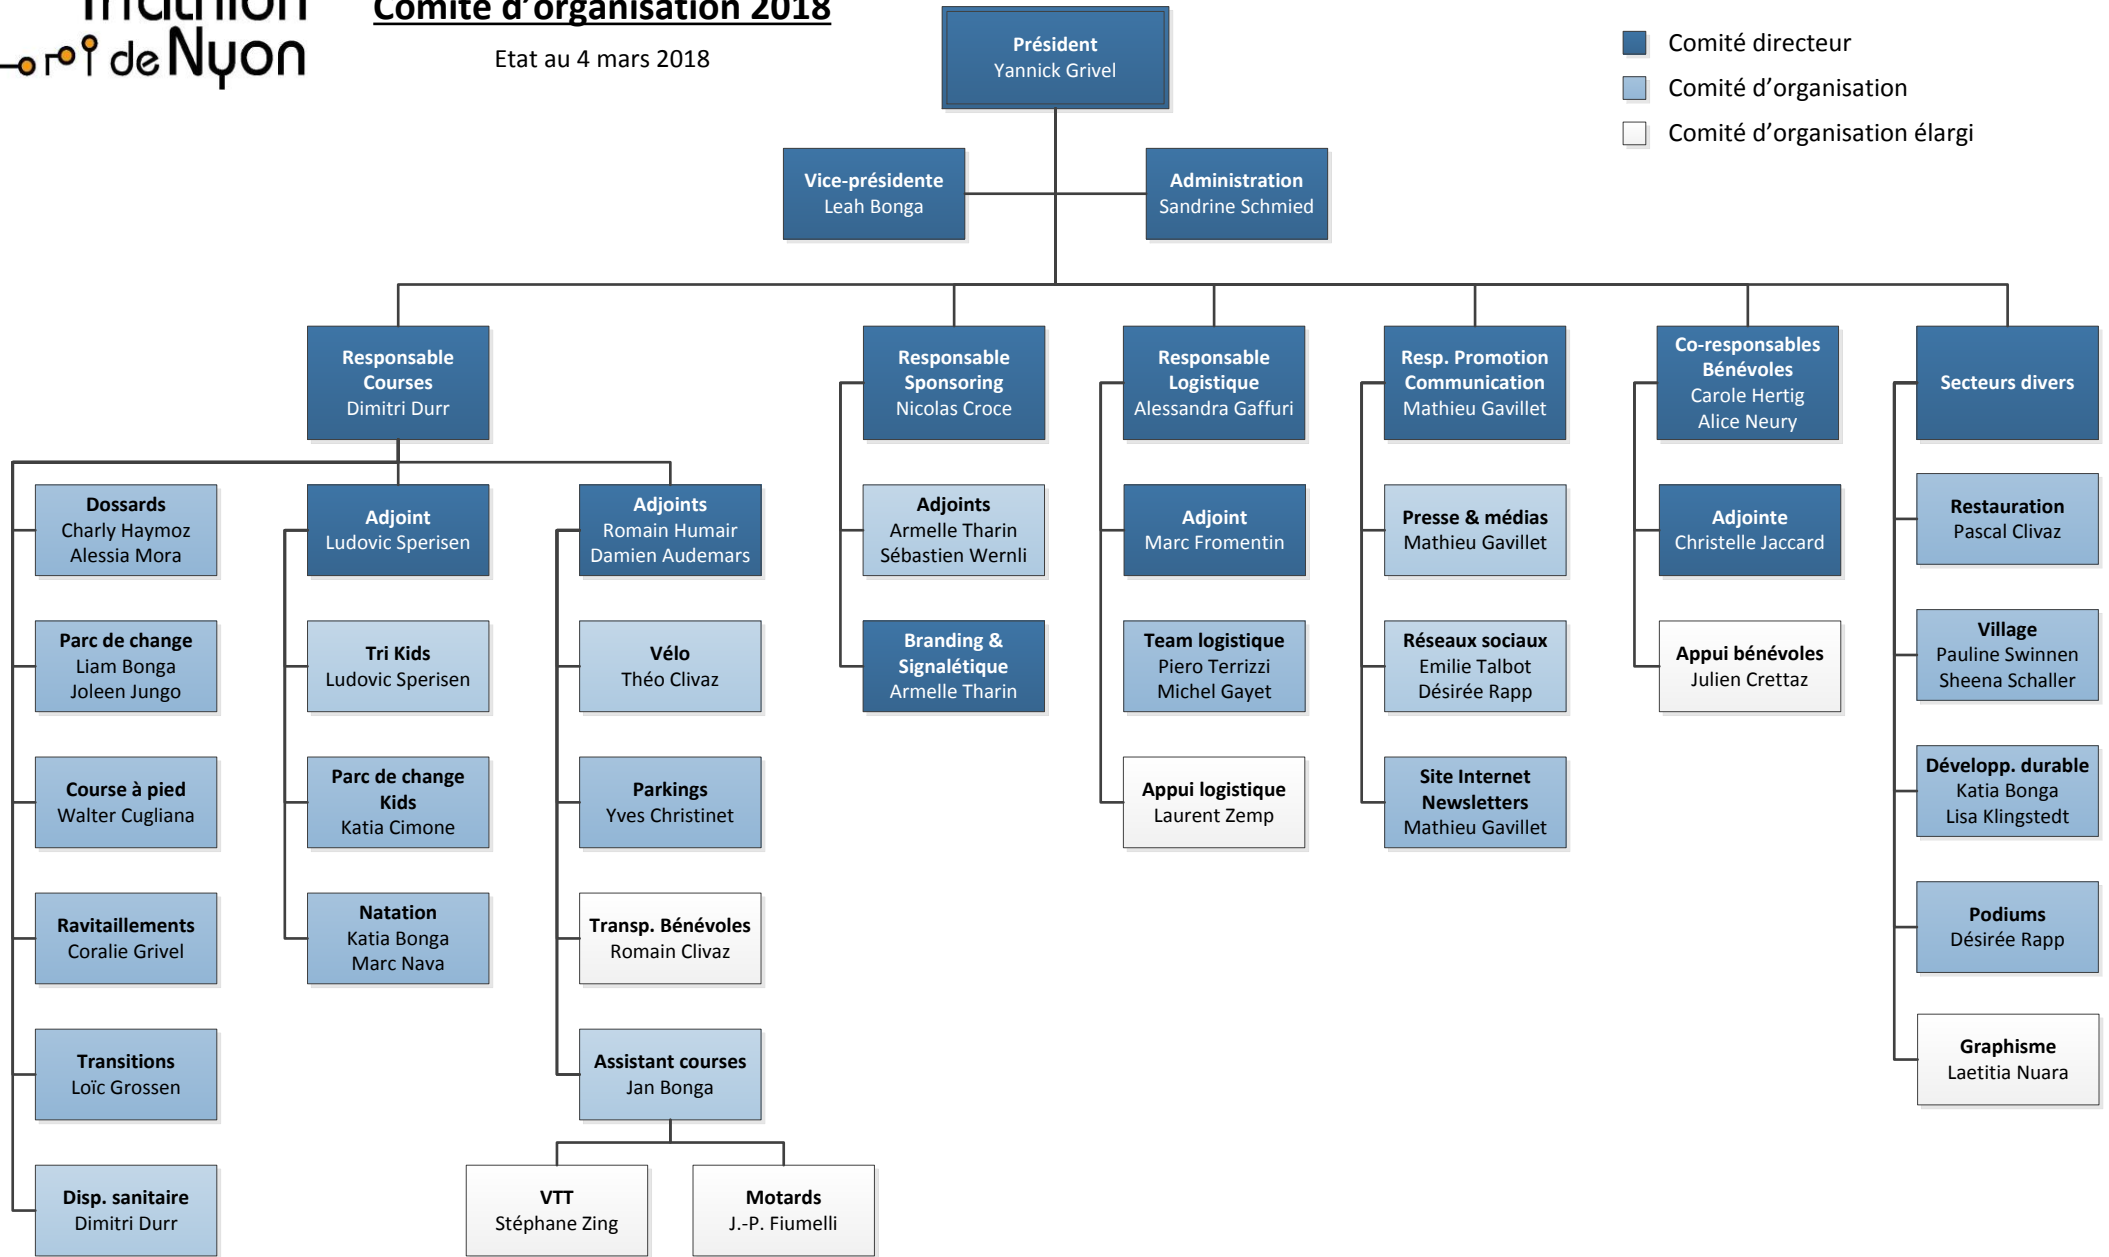 Triathlon
de Nyon
Comité d'organisation 2018
Etat au 4 mars 2018
Comité directeur
Comité d'organisation
Comité d'organisation élargi
Président
Yannick Grivel
Vice-présidente
Leah Bonga
Administration
Sandrine Schmied
Responsable
Courses
Dimitri Durr
Responsable
Sponsoring
Nicolas Croce
Responsable
Logistique
Alessandra Gaffuri
Resp. Promotion
Communication
Mathieu Gavillet
Co-responsables
Bénévoles
Carole Hertig
Alice Neury
Secteurs divers
Dossards
Charly Haymoz
Alessia Mora
Parc de change
Liam Bonga
Joleen Jungo
Course à pied
Walter Cugliana
Ravitaillements
Coralie Grivel
Transitions
Loïc Grossen
Disp. sanitaire
Dimitri Durr
Adjoint
Ludovic Sperisen
Tri Kids
Ludovic Sperisen
Parc de change
Kids
Katia Cimone
Natation
Katia Bonga
Marc Nava
Adjoints
Romain Humair
Damien Audemars
Vélo
Théo Clivaz
Parkings
Yves Christinet
Transp. Bénévoles
Romain Clivaz
Assistant courses
Jan Bonga
VTT
Stéphane Zing
Motards
J.-P. Fiumelli
Adjoints
Armelle Tharin
Sébastien Wernli
Branding &
Signalétique
Armelle Tharin
Adjoint
Marc Fromentin
Team logistique
Piero Terrizzi
Michel Gayet
Appui logistique
Laurent Zemp
Presse & médias
Mathieu Gavillet
Réseaux sociaux
Emilie Talbot
Désirée Rapp
Site Internet
Newsletters
Mathieu Gavillet
Adjointe
Christelle Jaccard
Appui bénévoles
Julien Crettaz
Restauration
Pascal Clivaz
Village
Pauline Swinnen
Sheena Schaller
Développ. durable
Katia Bonga
Lisa Klingstedt
Podiums
Désirée Rapp
Graphisme
Laetitia Nuara